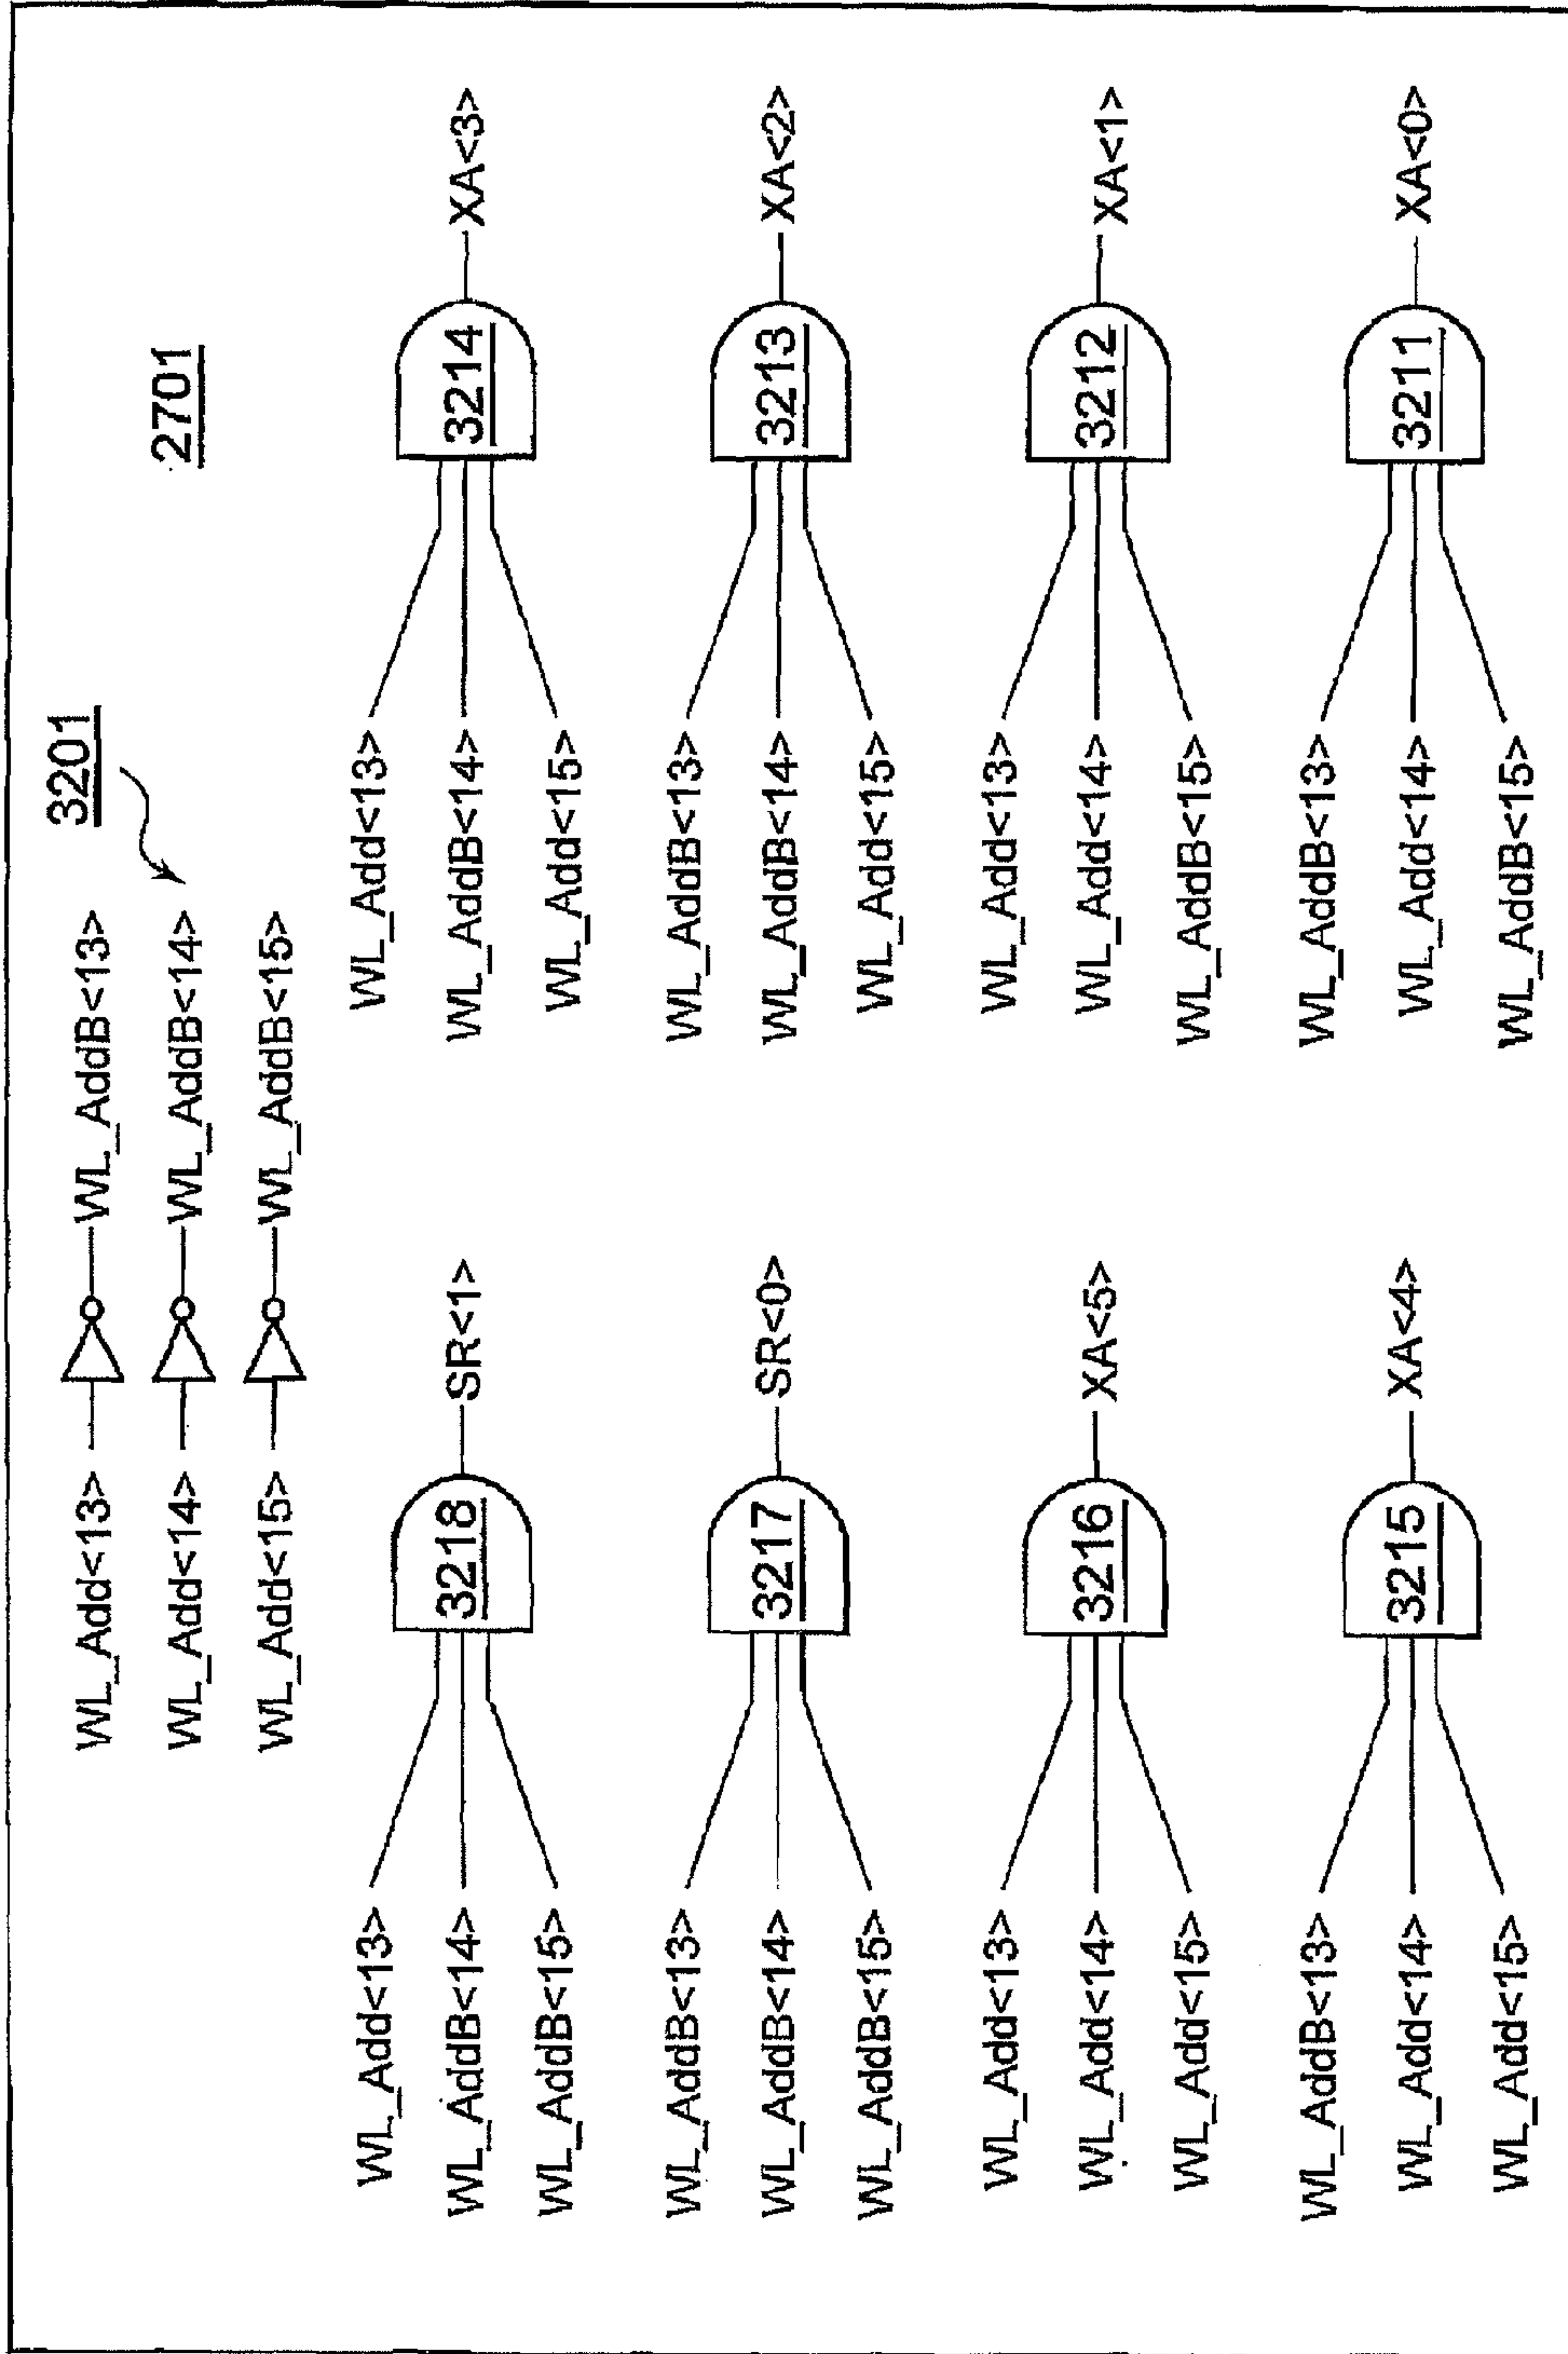 3201
2701
WL_Add<13> WL_AddB<13>
WL_Add<14> WL_AddB<14>
WL_Add<15> WL_AddB<15>
WL_Add<13>
WL_AddB<14>
WL_AddB<15>
3218
SR<1>
WL_AddB<13>
WL_AddB<14>
WL_AddB<15>
3217
SR<0>
WL_Add<13>
WL_Add<14>
WL_Add<15>
3216
XA<5>
WL_AddB<13>
WL_Add<14>
WL_Add<15>
3215
XA<4>
WL_Add<13>
WL_AddB<14>
WL_Add<15>
3214
XA<3>
WL_AddB<13>
WL_AddB<14>
WL_Add<15>
3213
XA<2>
WL_Add<13>
WL_Add<14>
WL_AddB<15>
3212
XA<1>
WL_AddB<13>
WL_Add<14>
WL_AddB<15>
3211
XA<0>